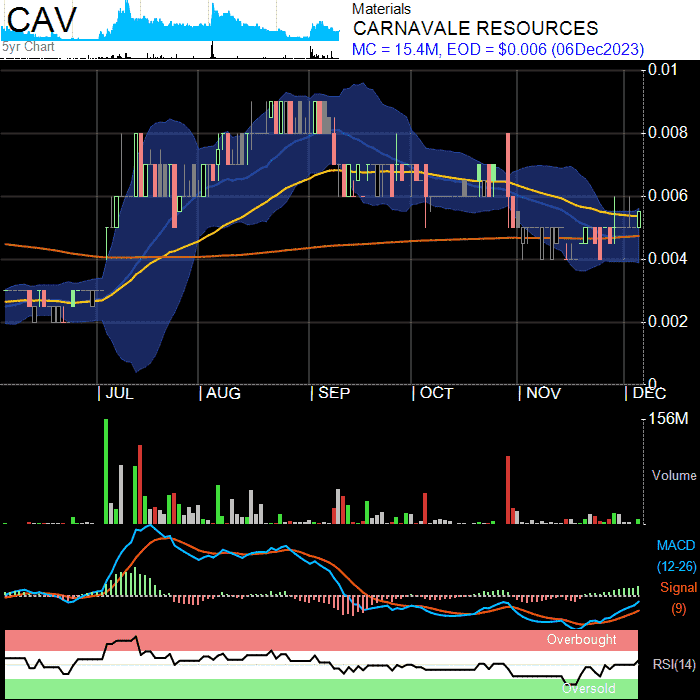 CAV
5yr Chart
Materials
CARNAVALE RESOURCES
MC = 15.4M, EOD = $0.006 (06Dec2023)
0.01
0.008
0.006
0.004
0.002
0
| JUL | AUG | SEP | OCT | NOV | DEC
156M
Volume
MACD
(12-26)
Signal
(9)
Overbought
RSI(14)
Oversold